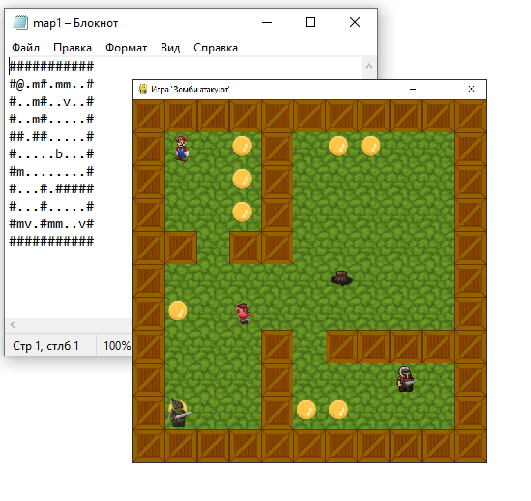 map1 – Блокнот
Файл Правка Формат Вид Справка
###########
#@.m#.mm..#
#..m#..v..#
#..m#.....#
##.##.....#
#.....b...#
#m........#
#...#.#####
#...#.....#
#mv.#mm..v#
###########
Стр 1, стлб 1 100%
Игра "Зомби атакуют"